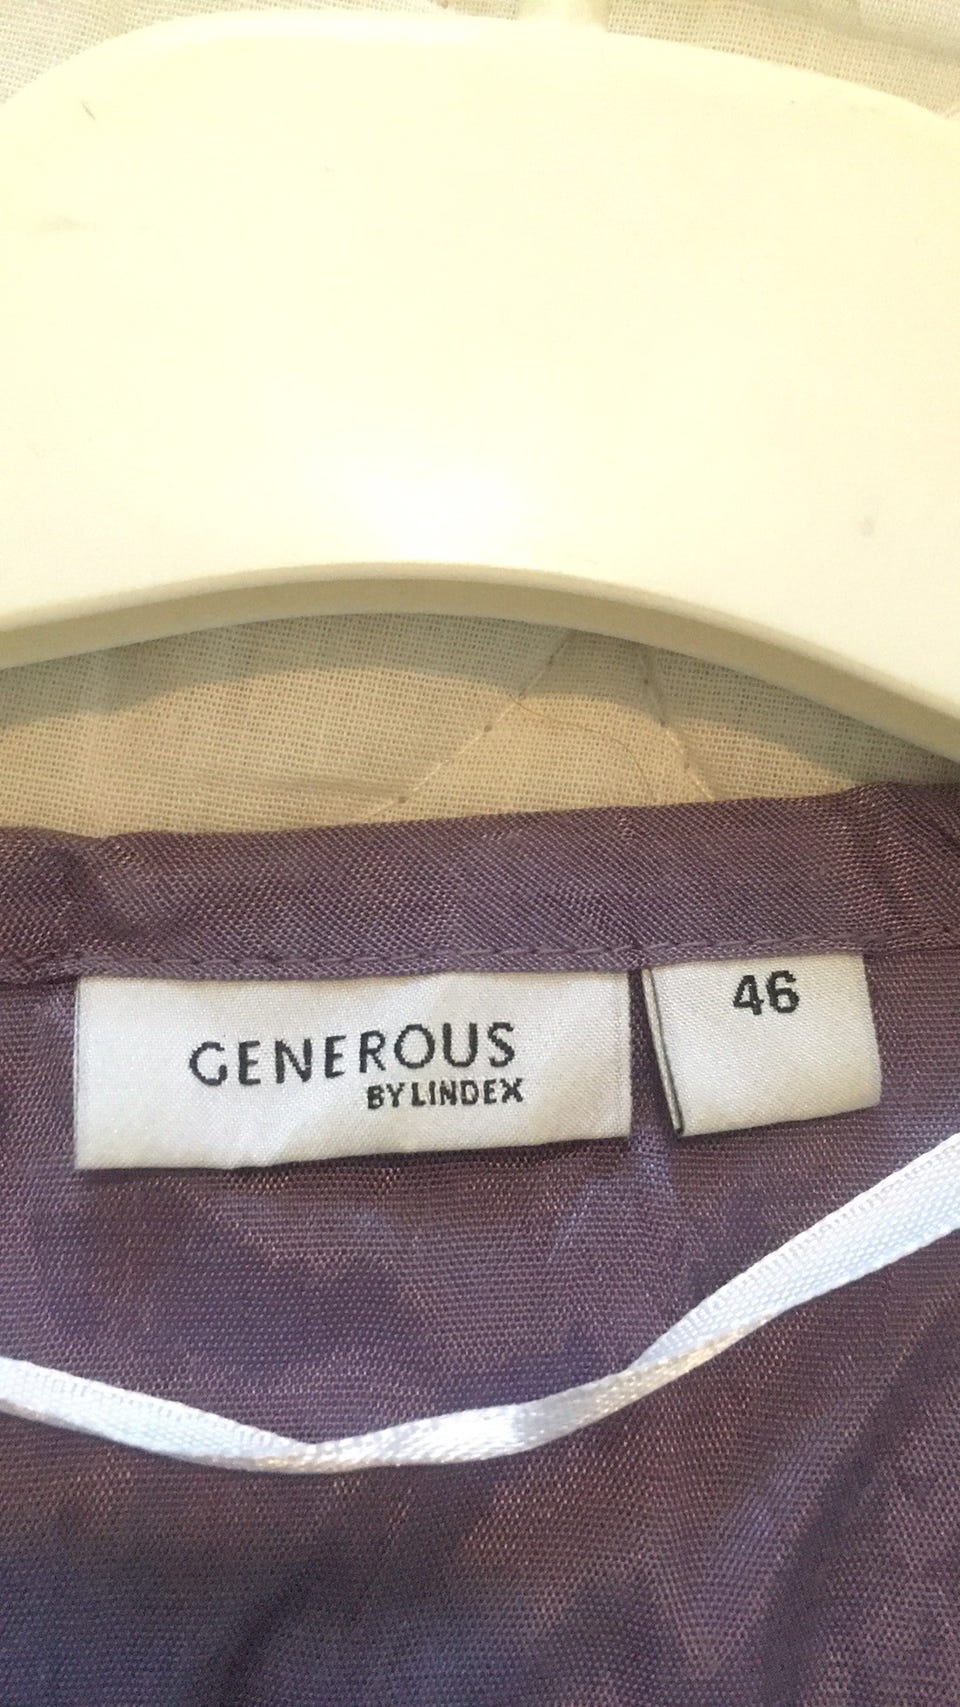 GENEROUS
BY LINDEX
46